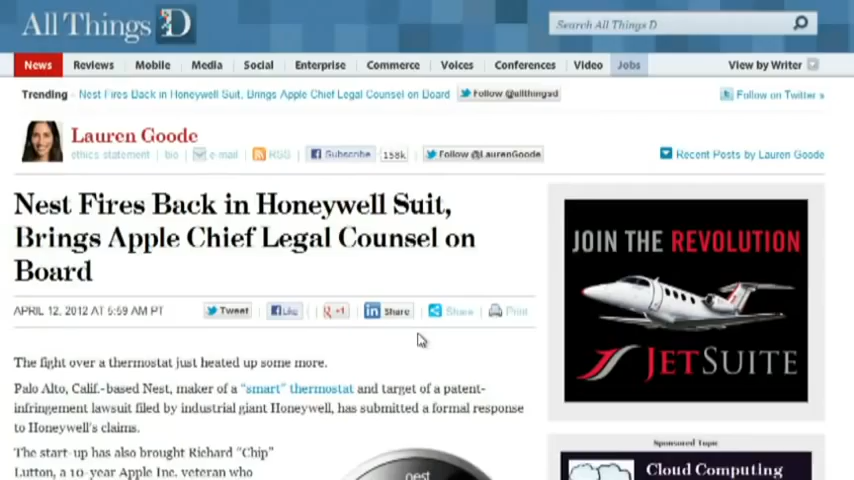 All Things D
Search All Things D
News Reviews Mobile Media Social Enterprise Commerce Voices Conferences Video Jobs View by Writer
Trending Nest Fires Back in Honeywell Suit, Brings Apple Chief Legal Counsel on Board Follow @allthingsd Follow on Twitter »
Lauren Goode
ethics statement | bio | e-mail | RSS | Subscribe 158k Follow @LaurenGoode Recent Posts by Lauren Goode
Nest Fires Back in Honeywell Suit,
Brings Apple Chief Legal Counsel on
Board
APRIL 12, 2012 AT 5:59 AM PT Tweet Like +1 Share Share Print
The fight over a thermostat just heated up some more.
Palo Alto, Calif.-based Nest, maker of a "smart" thermostat and target of a patent-
infringement lawsuit filed by industrial giant Honeywell, has submitted a formal response
to Honeywell's claims.
The start-up has also brought Richard "Chip"
Lutton, a 10-year Apple Inc. veteran who
nest
JOIN THE REVOLUTION
JETSUITE
Sponsored Topic
Cloud Computing